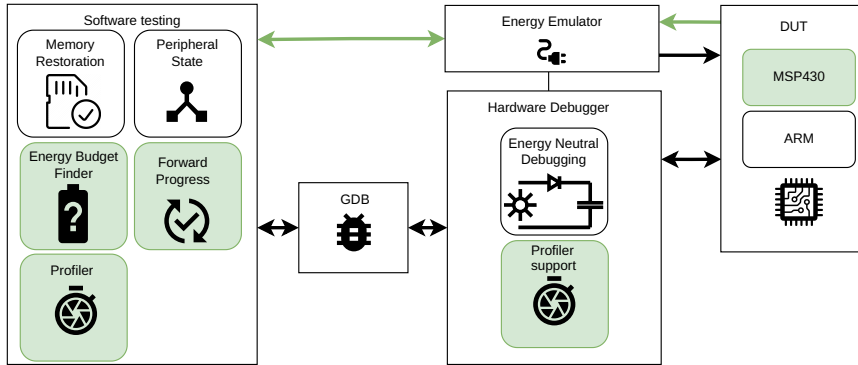 Software testing
Memory
Restoration
Peripheral
State
Energy Budget
Finder
?
Forward
Progress
Profiler
GDB
Energy Emulator
Hardware Debugger
Energy Neutral
Debugging
Profiler
support
DUT
MSP430
ARM